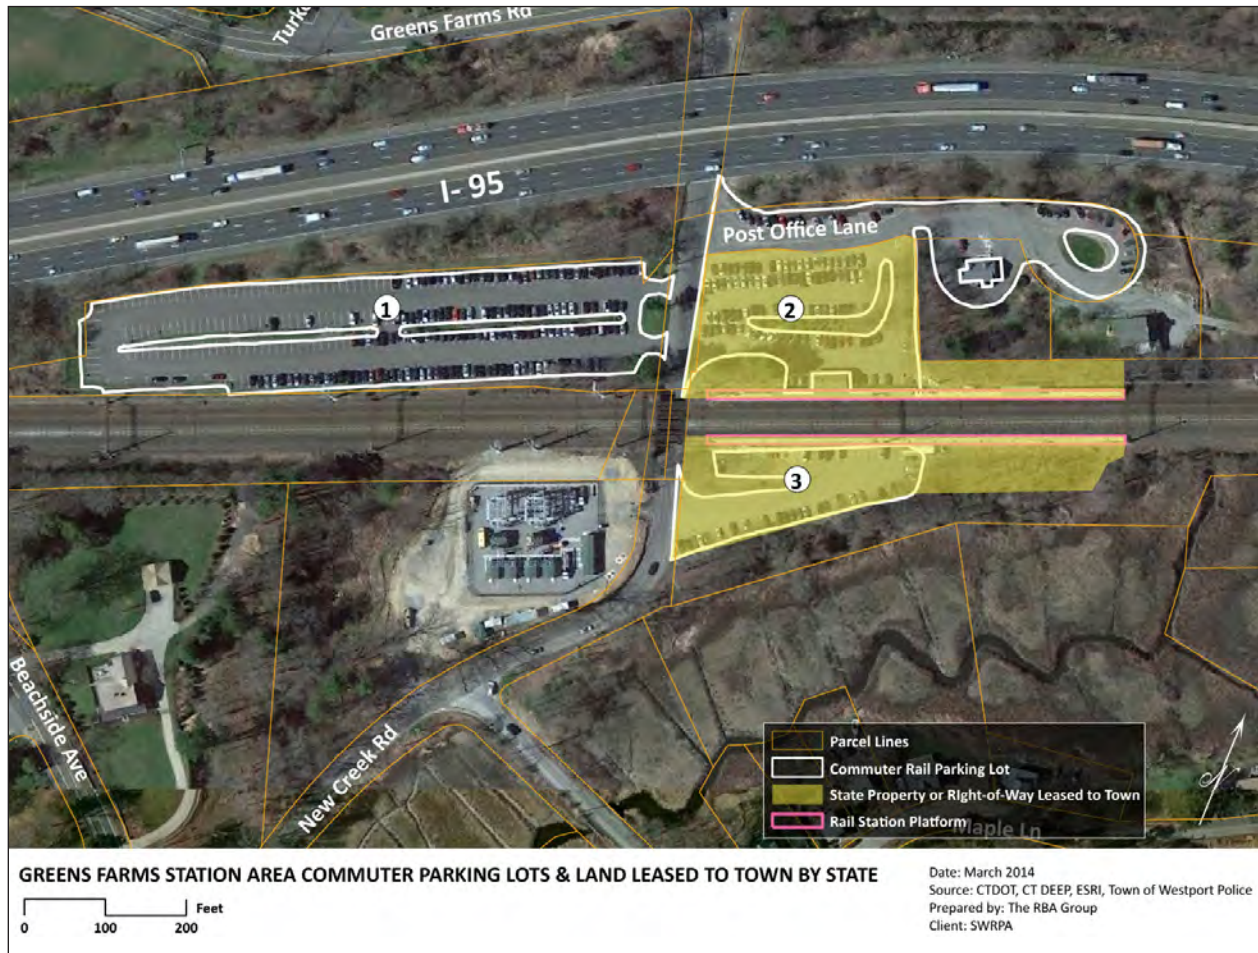 Turk
Greens Farms Rd
I- 95
Post Office Lane
1
2
3
Beachside Ave
New Creek Rd
Parcel Lines
Commuter Rail Parking Lot
State Property or RIght-of-Way Leased to Town
Rail Station Platform
Maple Ln
GREENS FARMS STATION AREA COMMUTER PARKING LOTS & LAND LEASED TO TOWN BY STATE
Feet
0 100 200
Date: March 2014
Source: CTDOT, CT DEEP, ESRI, Town of Westport Police
Prepared by: The RBA Group
Client: SWRPA